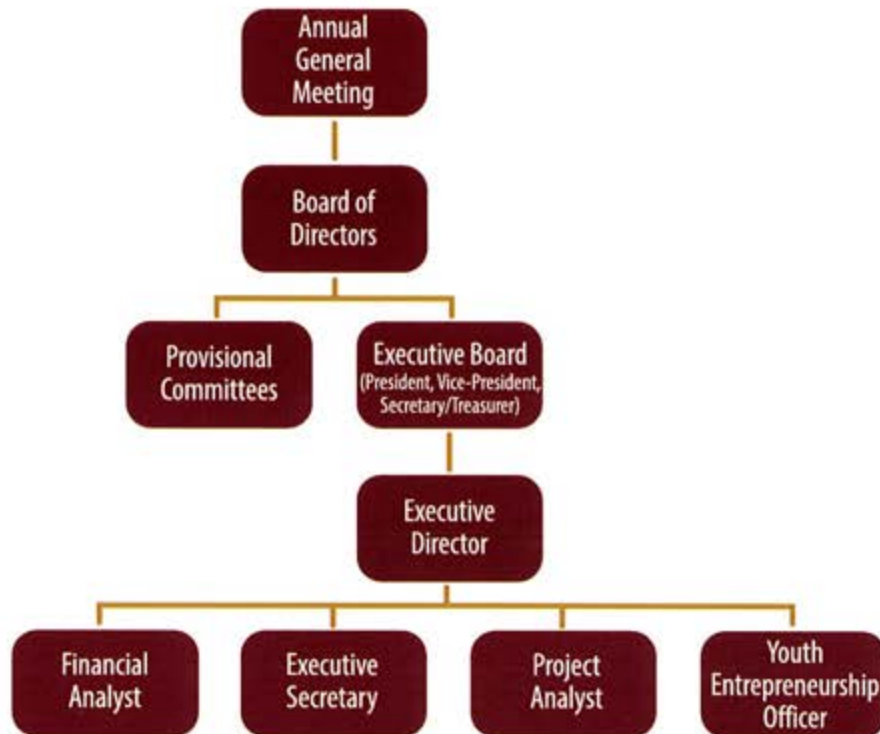 Annual
General
Meeting
Board of
Directors
Provisional
Committees
Executive Board
(President, Vice-President,
Secretary/Treasurer)
Executive
Director
Financial
Analyst
Executive
Secretary
Project
Analyst
Youth
Entrepreneurship
Officer